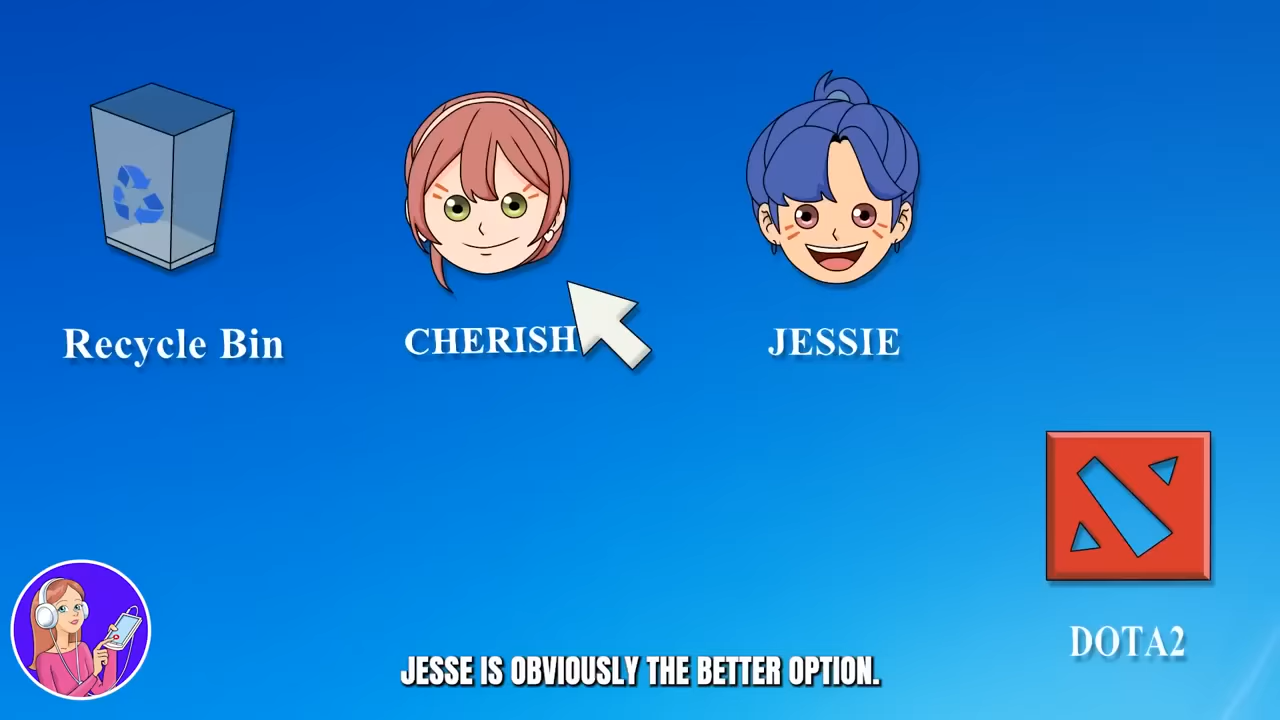 Recycle Bin
CHERISH
JESSIE
DOTA2
JESSE IS OBVIOUSLY THE BETTER OPTION.